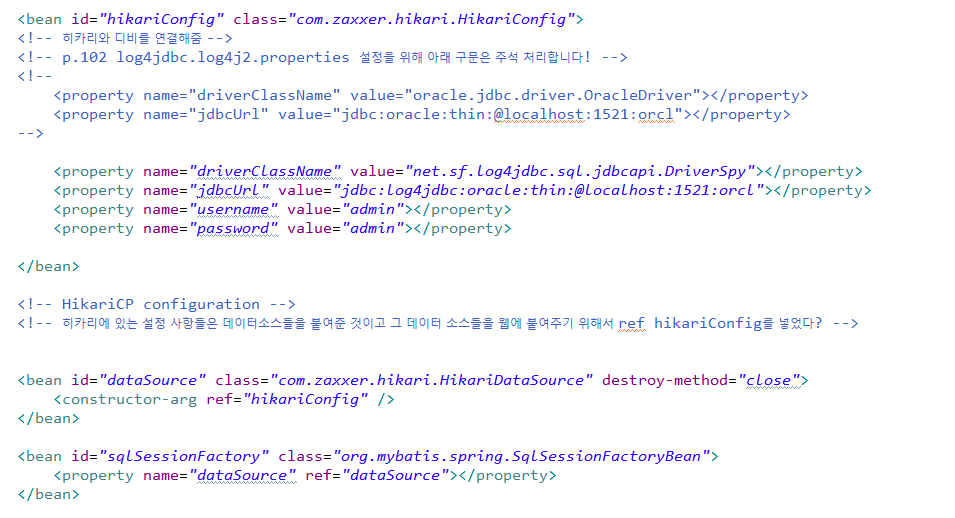 <bean id="hikariConfig" class="com.zaxxer.hikari.HikariConfig">
<!-- 히카리와 디비를 연결해줌 -->
<!-- p.102 log4jdbc.log4j2.properties 설정을 위해 아래 구문은 주석 처리합니다! -->
<!--
    <property name="driverClassName" value="oracle.jdbc.driver.OracleDriver"></property>
    <property name="jdbcUrl" value="jdbc:oracle:thin:@localhost:1521:orcl"></property>
-->
    <property name="driverClassName" value="net.sf.log4jdbc.sql.jdbcapi.DriverSpy"></property>
    <property name="jdbcUrl" value="jdbc:log4jdbc:oracle:thin:@localhost:1521:orcl"></property>
    <property name="username" value="admin"></property>
    <property name="password" value="admin"></property>
</bean>
<!-- HikariCP configuration -->
<!-- 히카리에 있는 설정 사항들은 데이터소스들을 붙여준 것이고 그 데이터 소스들을 웹에 붙여주기 위해서 ref hikariConfig를 넣었다? -->
<bean id="dataSource" class="com.zaxxer.hikari.HikariDataSource" destroy-method="close">
    <constructor-arg ref="hikariConfig" />
</bean>
<bean id="sqlSessionFactory" class="org.mybatis.spring.SqlSessionFactoryBean">
    <property name="dataSource" ref="dataSource"></property>
</bean>